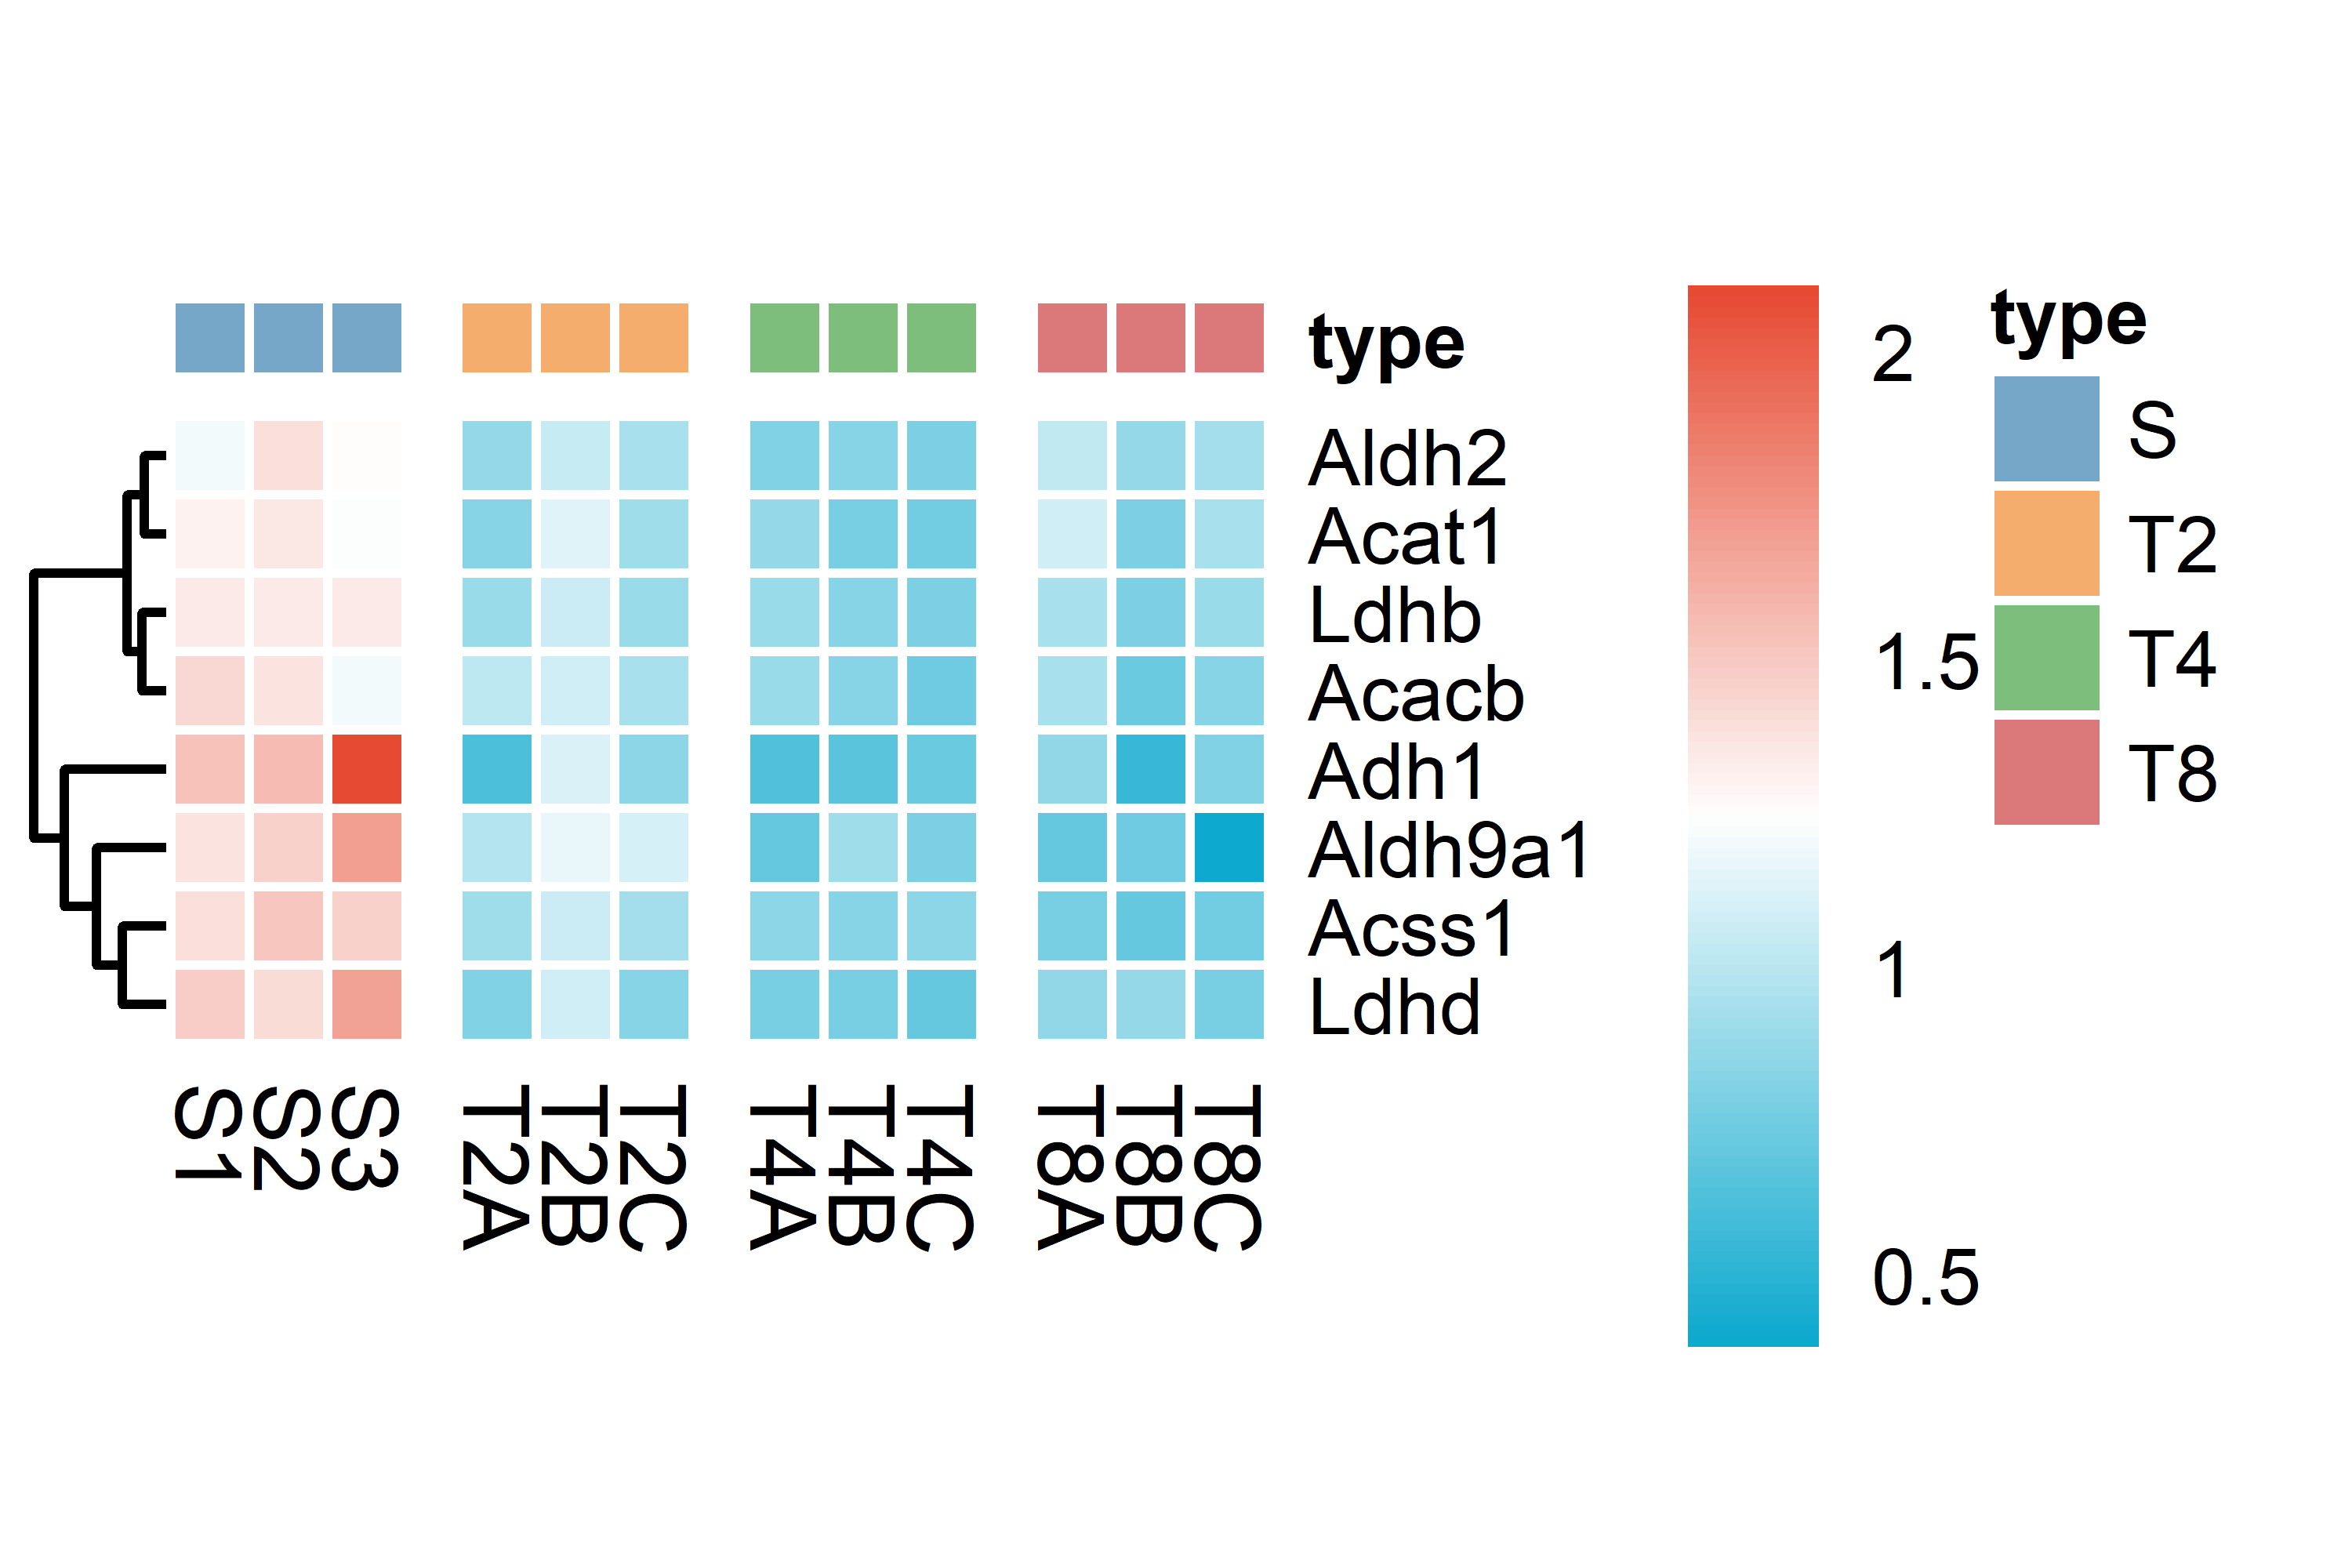 type
Aldh2
Acat1
Ldhb
Acacb
Adh1
Aldh9a1
Acss1
Ldhd
S1
S2
S3
T2A
T2B
T2C
T4A
T4B
T4C
T8A
T8B
T8C
2
1.5
1
0.5
type
S
T2
T4
T8